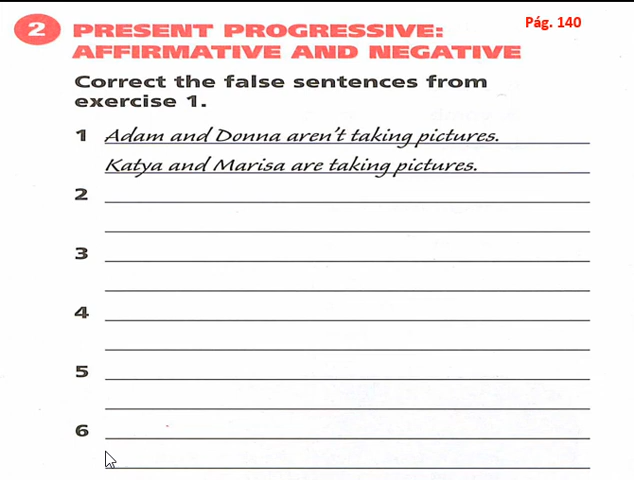 2 PRESENT PROGRESSIVE: Pág. 140
AFFIRMATIVE AND NEGATIVE
Correct the false sentences from
exercise 1.
1 Adam and Donna aren't taking pictures.
Katya and Marisa are taking pictures.
2
3
4
5
6